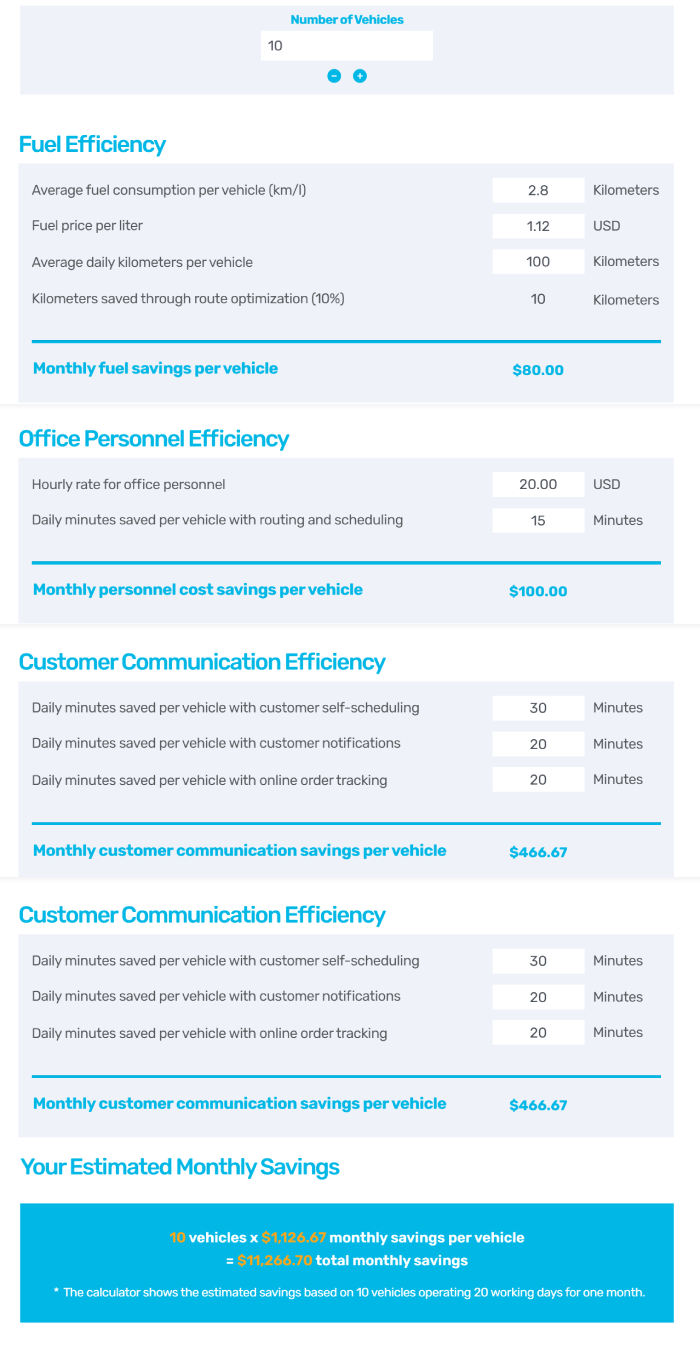 Number of Vehicles
10
Fuel Efficiency
Average fuel consumption per vehicle (km/l) 2.8 Kilometers
Fuel price per liter 1.12 USD
Average daily kilometers per vehicle 100 Kilometers
Kilometers saved through route optimization (10%) 10 Kilometers
Monthly fuel savings per vehicle $80.00
Office Personnel Efficiency
Hourly rate for office personnel 20.00 USD
Daily minutes saved per vehicle with routing and scheduling 15 Minutes
Monthly personnel cost savings per vehicle $100.00
Customer Communication Efficiency
Daily minutes saved per vehicle with customer self-scheduling 30 Minutes
Daily minutes saved per vehicle with customer notifications 20 Minutes
Daily minutes saved per vehicle with online order tracking 20 Minutes
Monthly customer communication savings per vehicle $466.67
Customer Communication Efficiency
Daily minutes saved per vehicle with customer self-scheduling 30 Minutes
Daily minutes saved per vehicle with customer notifications 20 Minutes
Daily minutes saved per vehicle with online order tracking 20 Minutes
Monthly customer communication savings per vehicle $466.67
Your Estimated Monthly Savings
10 vehicles x $1,126.67 monthly savings per vehicle
= $11,266.70 total monthly savings
* The calculator shows the estimated savings based on 10 vehicles operating 20 working days for one month.